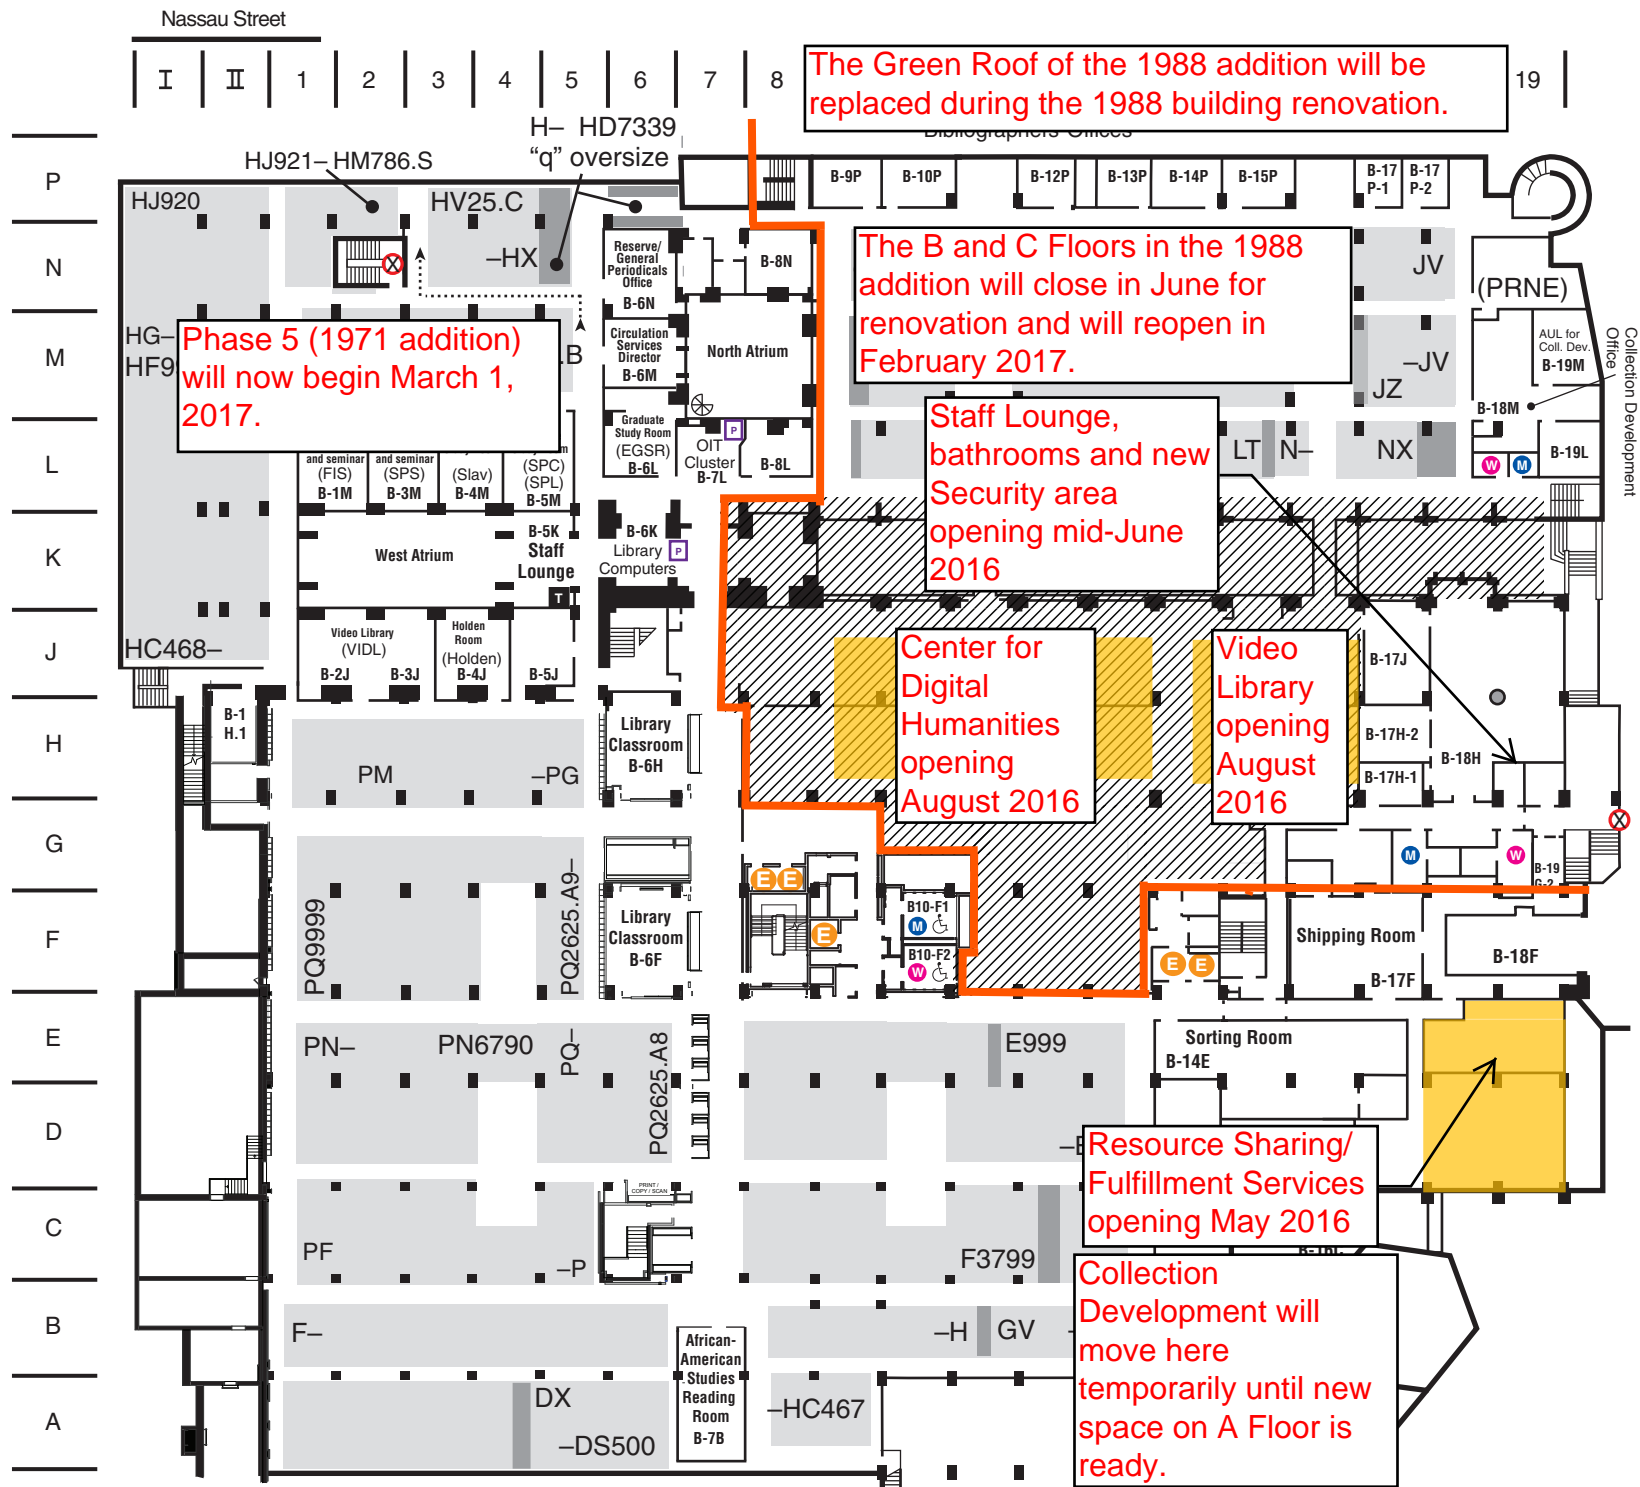 Nassau Street
I II 1 2 3 4 5 6 7 8 19
The Green Roof of the 1988 addition will be
replaced during the 1988 building renovation.
H– HD7339
"q" oversize
HJ921–HM786.S
Bibliographers Offices
P
N
M
L
K
J
H
G
F
E
D
C
B
A
HJ920
HV25.C
–HX
B-9P
B-10P
B-12P
B-13P
B-14P
B-15P
B-17
P-1
B-17
P-2
Reserve/
General
Periodicals
Office
B-6N
B-8N
The B and C Floors in the 1988
addition will close in June for
renovation and will reopen in
February 2017.
JV
(PRNE)
HG–
HF9
Phase 5 (1971 addition)
will now begin March 1,
2017.
.B
Circulation
Services
Director
B-6M
North Atrium
–JV
JZ
AUL for
Coll. Dev.
B-19M
Collection Development
Office
B-18M
Staff Lounge,
bathrooms and new
Security area
opening mid-June
2016
and seminar
(FIS)
B-1M
and seminar
(SPS)
B-3M
(Slav)
B-4M
(SPC)
(SPL)
B-5M
Graduate
Study Room
(EGSR)
B-6L
P
OIT
Cluster
B-7L
B-8L
LT
N–
NX
W
M
B-19L
West Atrium
B-5K
Staff
Lounge
T
B-6K
Library
Computers
P
HC468–
Video Library
(VIDL)
B-2J
B-3J
Holden
Room
(Holden)
B-4J
B-5J
Center for
Digital
Humanities
opening
August 2016
Video
Library
opening
August
2016
B-17J
B-1
H.1
PM
–PG
Library
Classroom
B-6H
B-17H-2
B-17H-1
B-18H
X
X
PQ9999
PQ2625.A9–
E E
M
W
B-19
G-2
Library
Classroom
B-6F
E
B10-F1
M
B10-F2
W
E E
Shipping Room
B-17F
B-18F
PN–
PN6790
PQ–
PQ2625.A8
E999
Sorting Room
B-14E
Resource Sharing/
Fulfillment Services
opening May 2016
PRINT /
COPY / SCAN
PF
–P
F3799
Collection
Development will
move here
temporarily until new
space on A Floor is
ready.
F–
African-
American
Studies
Reading
Room
B-7B
–H
GV
DX
–DS500
–HC467